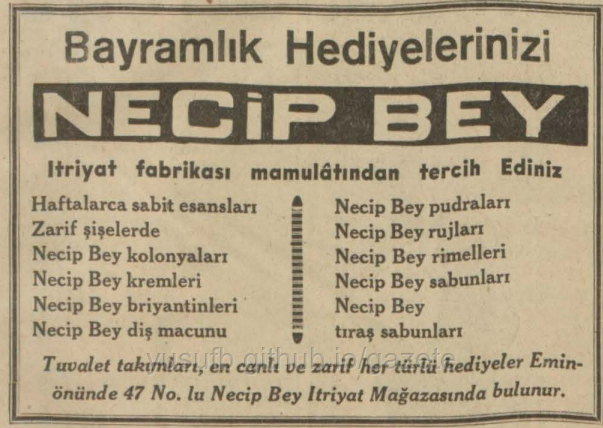 Bayramlık Hediyelerinizi
NECİP BEY
Itriyat fabrikası mamulâtından tercih Ediniz
Haftalarca sabit esansları
Zarif şişelerde
Necip Bey kolonyaları
Necip Bey kremleri
Necip Bey briyantinleri
Necip Bey diş macunu
Necip Bey pudraları
Necip Bey rujları
Necip Bey rimelleri
Necip Bey sabunları
Necip Bey
tıraş sabunları
yusufb.github.io/gazete
Tuvalet takımları, en canlı ve zarif her türlü hediyeler Emin-
önünde 47 No. lu Necip Bey Itriyat Mağazasında bulunur.